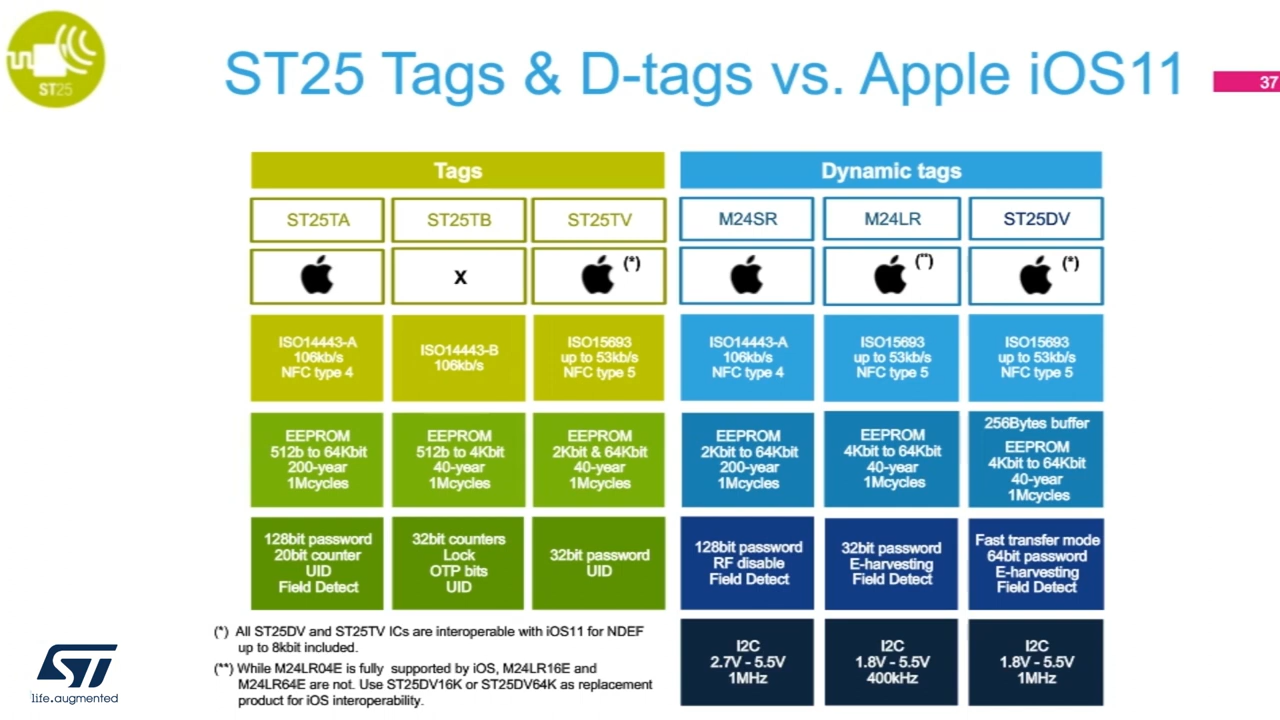 ST25
ST25 Tags & D-tags vs. Apple iOS11
37
Tags
Dynamic tags
ST25TA
ST25TB
ST25TV
M24SR
M24LR
ST25DV
X
(*)
(**)
(*)
ISO14443-A
106kb/s
NFC type 4
ISO14443-B
106kb/s
ISO15693
up to 53kb/s
NFC type 5
ISO14443-A
106kb/s
NFC type 4
ISO15693
up to 53kb/s
NFC type 5
ISO15693
up to 53kb/s
NFC type 5
EEPROM
512b to 64Kbit
200-year
1Mcycles
EEPROM
512b to 4Kbit
40-year
1Mcycles
EEPROM
2Kbit & 64Kbit
40-year
1Mcycles
EEPROM
2Kbit to 64Kbit
200-year
1Mcycles
EEPROM
4Kbit to 64Kbit
40-year
1Mcycles
256Bytes buffer
EEPROM
4Kbit to 64Kbit
40-year
1Mcycles
128bit password
20bit counter
UID
Field Detect
32bit counters
Lock
OTP bits
UID
32bit password
UID
128bit password
RF disable
Field Detect
32bit password
E-harvesting
Field Detect
Fast transfer mode
64bit password
E-harvesting
Field Detect
I2C
2.7V - 5.5V
1MHz
I2C
1.8V - 5.5V
400kHz
I2C
1.8V - 5.5V
1MHz
(*) All ST25DV and ST25TV ICs are interoperable with iOS11 for NDEF
up to 8kbit included.
(**) While M24LR04E is fully supported by iOS, M24LR16E and
M24LR64E are not. Use ST25DV16K or ST25DV64K as replacement
product for iOS interoperability.
ST
life.augmented